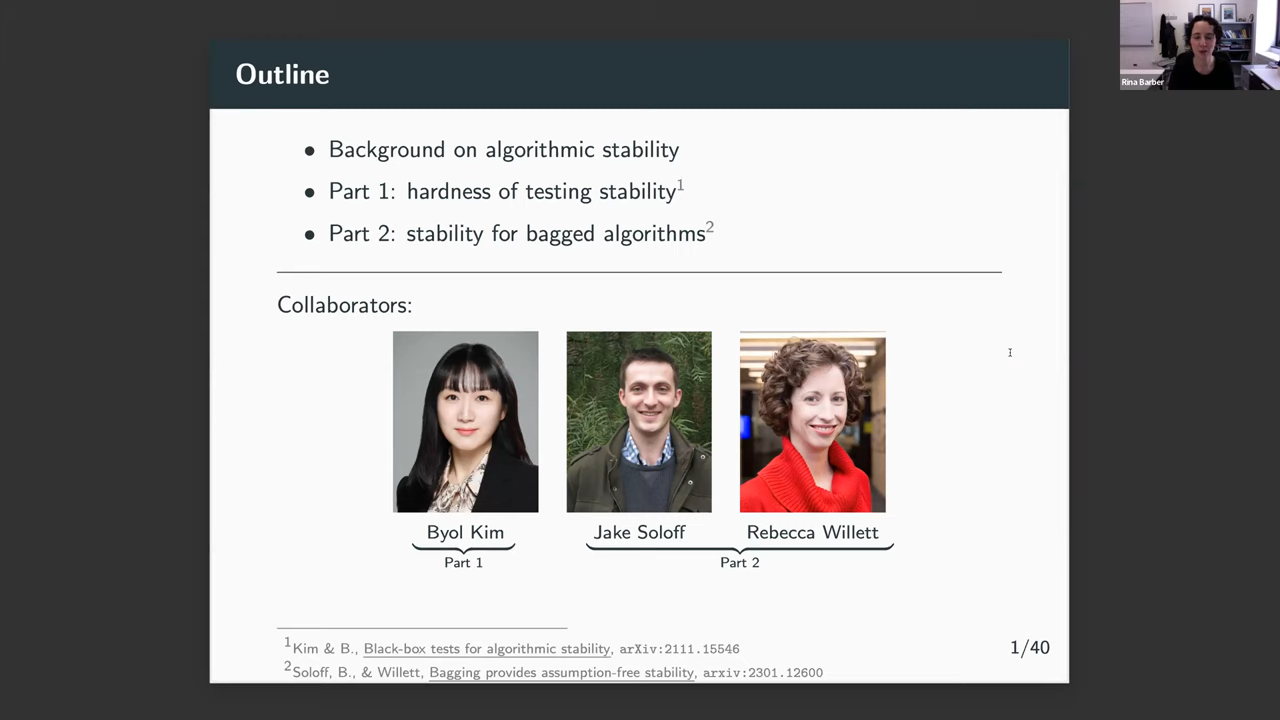 Outline
Rina Barber
• Background on algorithmic stability
• Part 1: hardness of testing stability¹
• Part 2: stability for bagged algorithms²
Collaborators:
Byol Kim Jake Soloff Rebecca Willett
Part 1 Part 2
¹Kim & B., Black-box tests for algorithmic stability, arXiv:2111.15546
²Soloff, B., & Willett, Bagging provides assumption-free stability, arxiv:2301.12600
1/40